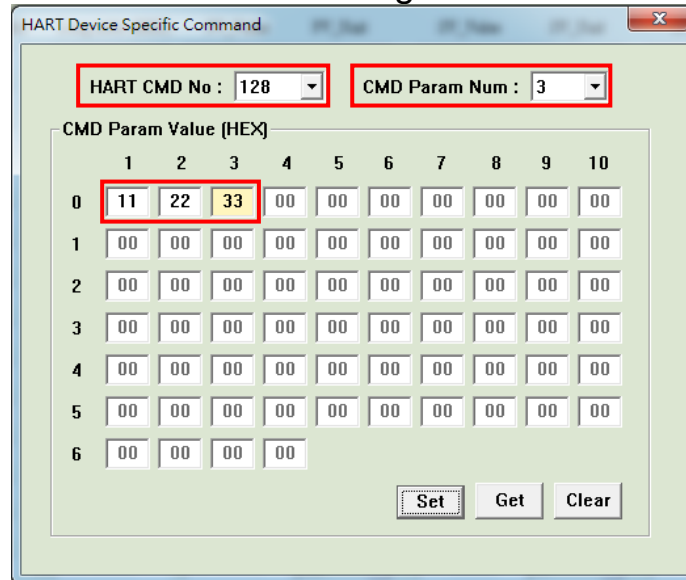 HART Device Specific Command
HART CMD No : 128 CMD Param Num : 3
CMD Param Value (HEX)
1 2 3 4 5 6 7 8 9 10
0 11 22 33 00 00 00 00 00 00 00
1 00 00 00 00 00 00 00 00 00 00
2 00 00 00 00 00 00 00 00 00 00
3 00 00 00 00 00 00 00 00 00 00
4 00 00 00 00 00 00 00 00 00 00
5 00 00 00 00 00 00 00 00 00 00
6 00 00 00 00
Set Get Clear